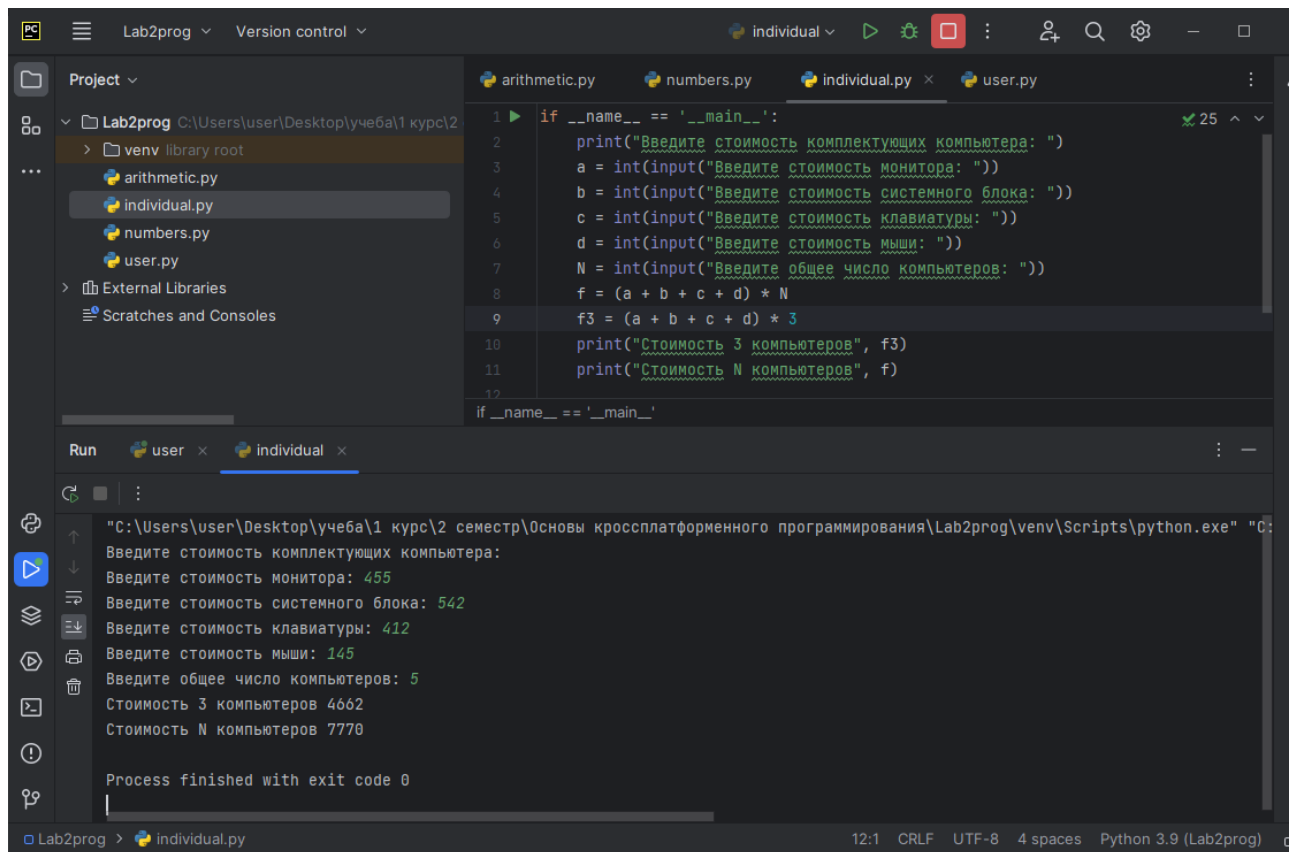 PC Lab2prog Version control individual
Project
Lab2prog C:\Users\user\Desktop\учеба\1 курс\2
venv library root
arithmetic.py
individual.py
numbers.py
user.py
External Libraries
Scratches and Consoles
arithmetic.py numbers.py individual.py user.py
25
1 if __name__ == '__main__':
2 print("Введите стоимость комплектующих компьютера: ")
3 a = int(input("Введите стоимость монитора: "))
4 b = int(input("Введите стоимость системного блока: "))
5 c = int(input("Введите стоимость клавиатуры: "))
6 d = int(input("Введите стоимость мыши: "))
7 N = int(input("Введите общее число компьютеров: "))
8 f = (a + b + c + d) * N
9 f3 = (a + b + c + d) * 3
10 print("Стоимость 3 компьютеров", f3)
11 print("Стоимость N компьютеров", f)
12
if __name__ == '__main__'
Run user individual
"C:\Users\user\Desktop\учеба\1 курс\2 семестр\Основы кроссплатформенного программирования\Lab2prog\venv\Scripts\python.exe" "C:
Введите стоимость комплектующих компьютера:
Введите стоимость монитора: 455
Введите стоимость системного блока: 542
Введите стоимость клавиатуры: 412
Введите стоимость мыши: 145
Введите общее число компьютеров: 5
Стоимость 3 компьютеров 4662
Стоимость N компьютеров 7770
Process finished with exit code 0
Lab2prog > individual.py 12:1 CRLF UTF-8 4 spaces Python 3.9 (Lab2prog)